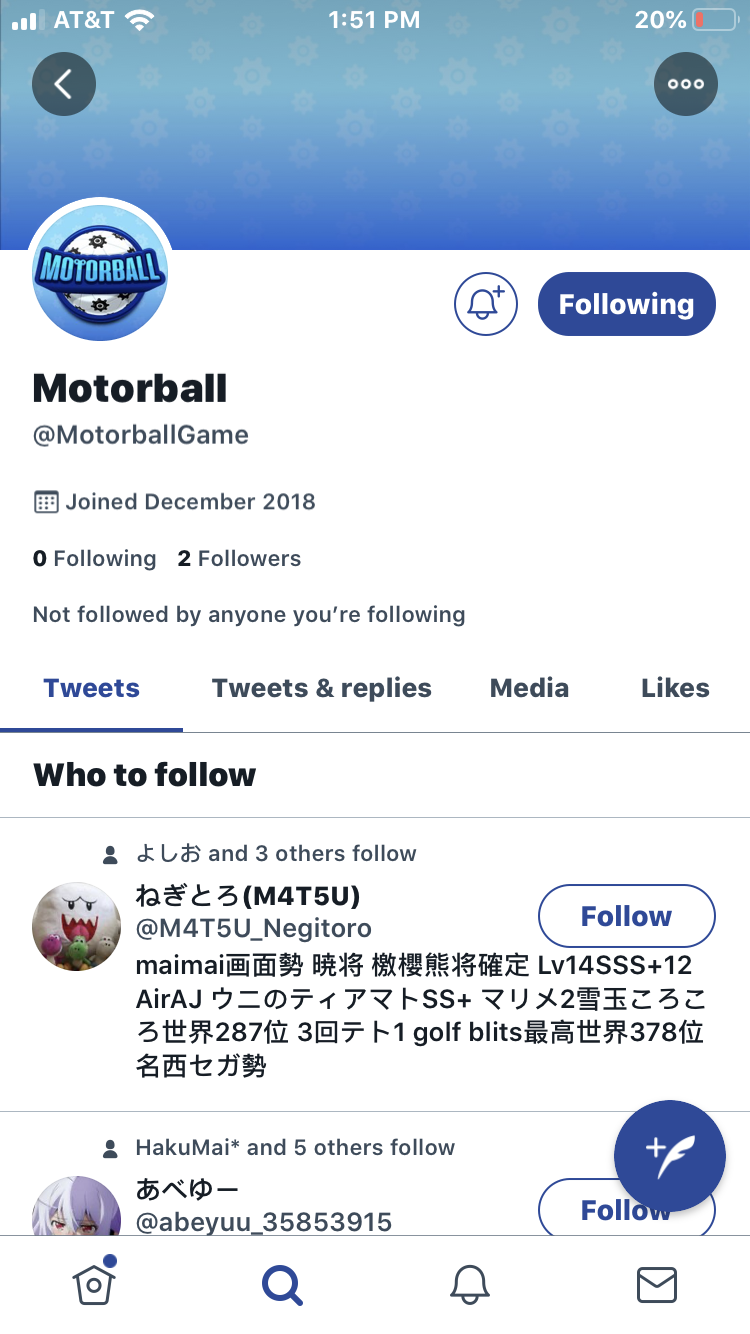 AT&T 1:51 PM 20%
MOTORBALL
Following
Motorball
@MotorballGame
Joined December 2018
0 Following 2 Followers
Not followed by anyone you’re following
Tweets Tweets & replies Media Likes
Who to follow
よしお and 3 others follow
ねぎとろ(M4T5U)
@M4T5U_Negitoro
Follow
maimai画面勢 暁将 檄櫻熊将確定 Lv14SSS+12
AirAJ ウニのティアマトSS+ マリメ2雪玉ころこ
ろ世界287位 3回テト1 golf blits最高世界378位
名西セガ勢
HakuMai* and 5 others follow
あべゆー
@abeyuu_35853915
Follow